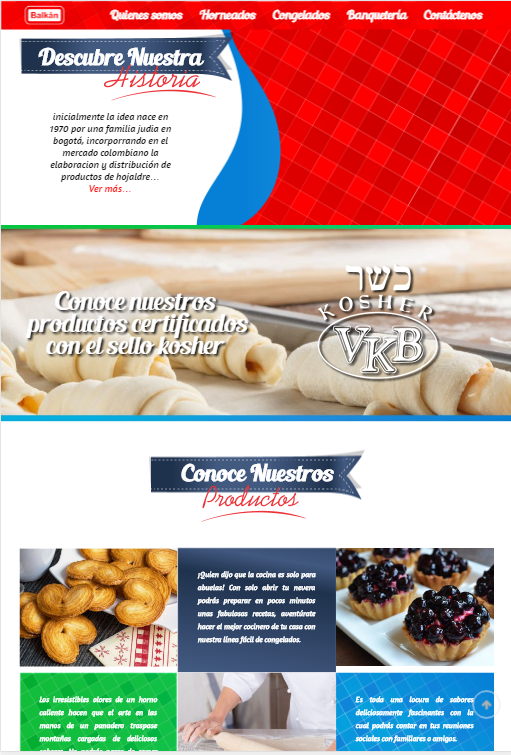 Balkán
Quienes somos
Horneados
Congelados
Banquetería
Contáctenos
Descubre Nuestra
Historia
inicialmente la idea nace en
1970 por una familia judia en
bogotá, incorporrando en el
mercado colombiano la
elaboracion y distribución de
productos de hojaldre...
Ver más...
Conoce nuestros
productos certificados
con el sello kosher
כשר
KOSHER
VKB
Conoce Nuestros
Productos
¡Quien dijo que la cocina es solo para
abuelas! Con solo abrir tu nevera
podrás preparar en pocos minutos
unas fabulosas recetas, aventúrate
hacer el mejor cocinero de tu casa con
nuestra línea fácil de congelados.
Los irresistibles olores de un horno
caliente hacen que el arte en las
manos de un panadero traspase
montañas cargadas de deliciosos
Es toda una locura de sabores
deliciosamente fascinantes con la
cual podrás contar en tus reuniones
sociales con familiares o amigos.